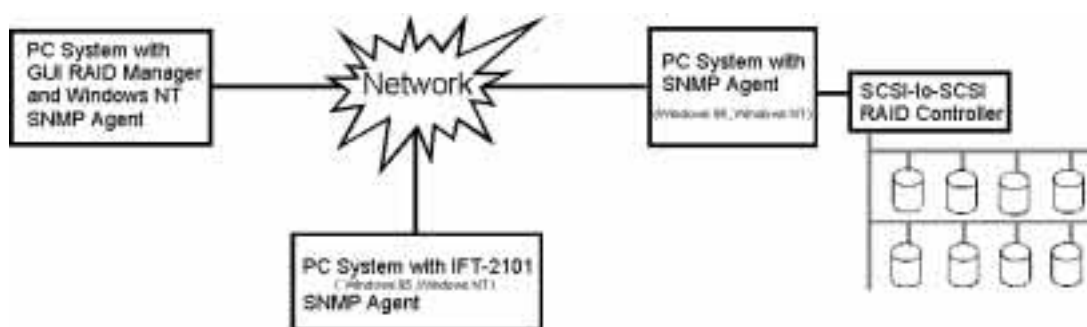 PC System with
GUI RAID Manager
and Windows NT
SNMP Agent
Network
PC System with
SNMP Agent
(Windows 95, Windows NT)
SCSI-to-SCSI
RAID Controller
PC System with IFT-2101
(Windows 95, Windows NT)
SNMP Agent